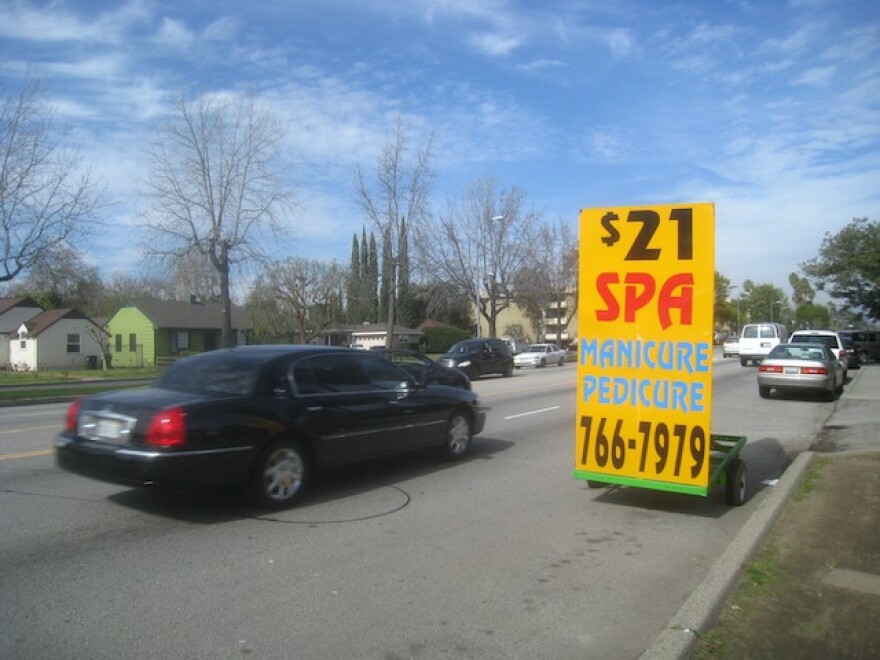 $21
SPA
MANICURE
PEDICURE
766-7979